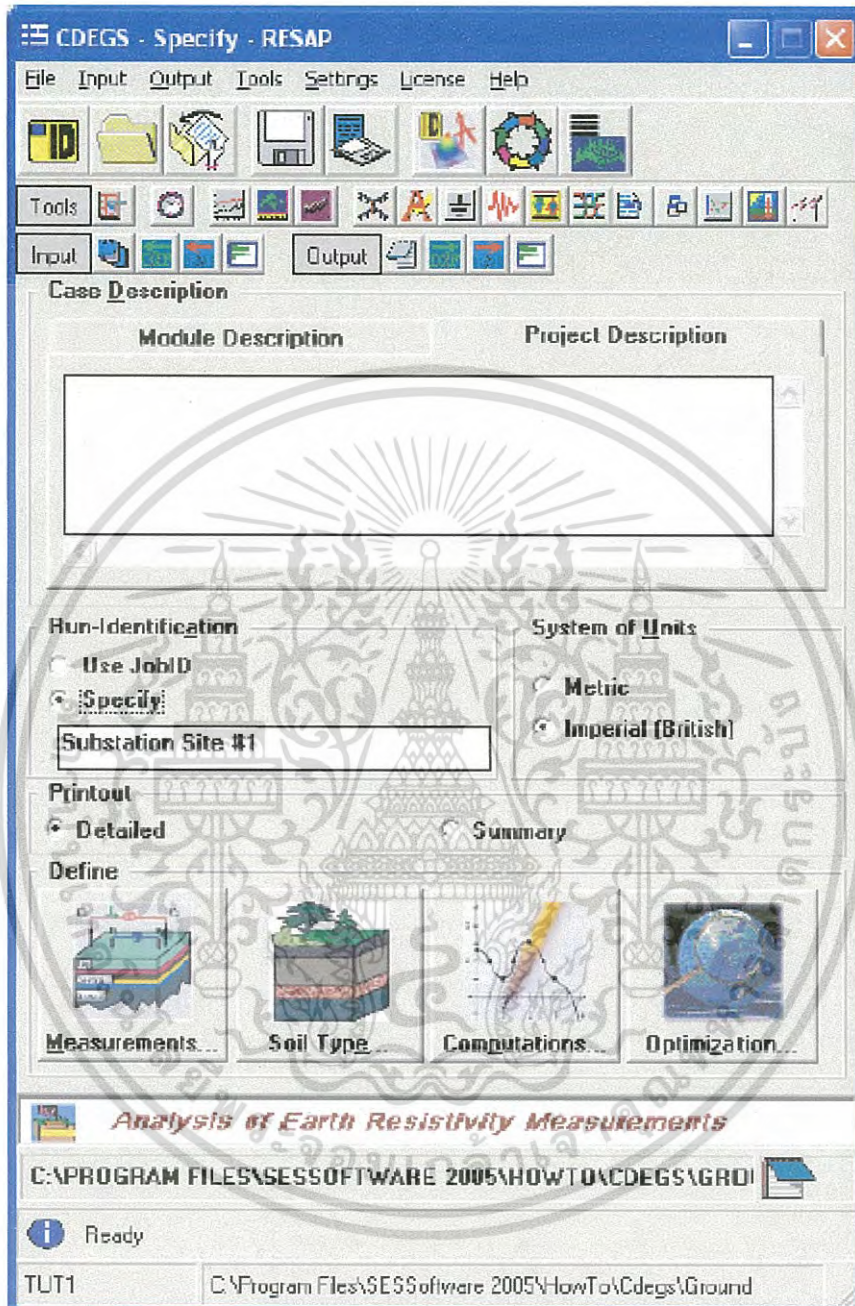 CDEGS - Specify - RESAP
File Input Output Tools Settings License Help
Tools
Input Output
Case Description
Module Description Project Description
Run-Identification System of Units
Use JobID
Metric
Specify
Imperial (British)
Substation Site #1
Printout
Detailed Summary
Define
Measurements... Soil Type... Computations... Optimization...
Analysis of Earth Resistivity Measurements
C:\PROGRAM FILES\SESSOFTWARE 2005\HOWTO\CDEGS\GROU
Ready
TUT1 C:\Program Files\SESSoftware 2005\HowTo\Cdegs\Ground